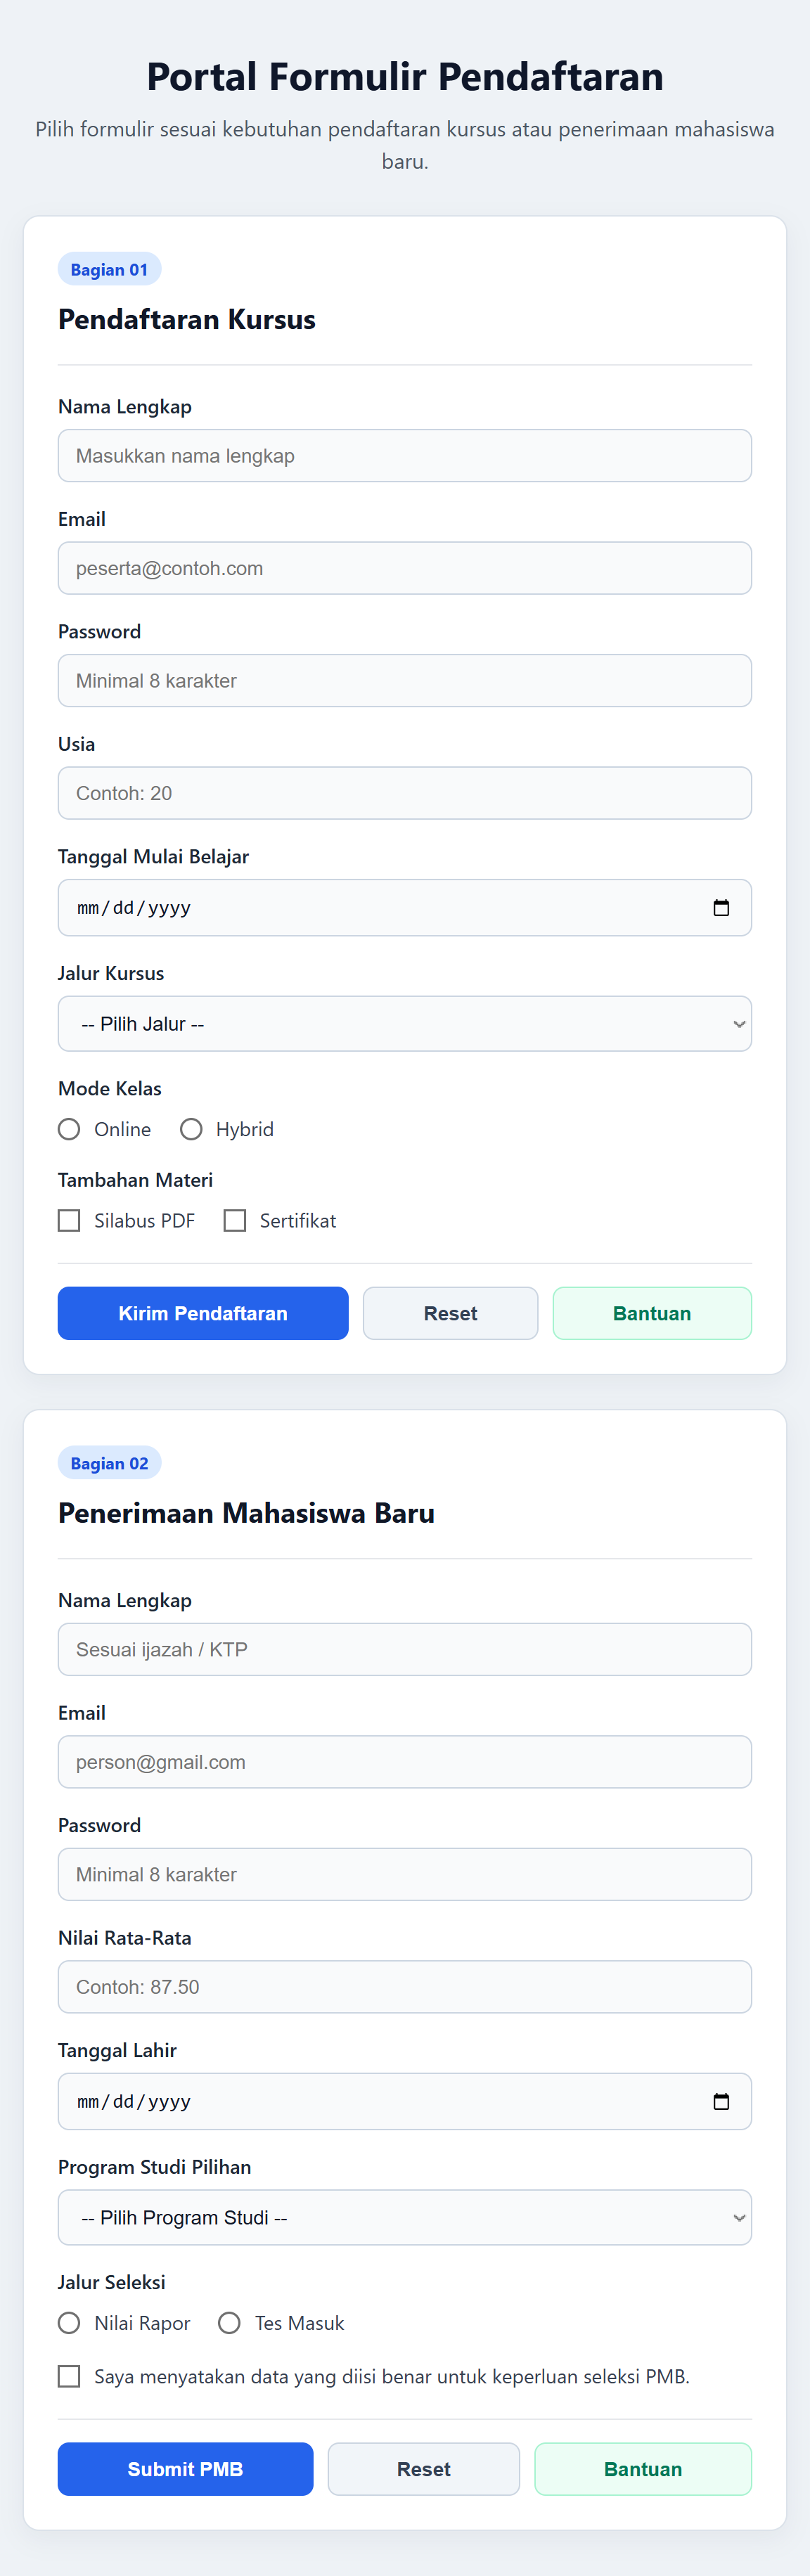 Portal Formulir Pendaftaran
Pilih formulir sesuai kebutuhan pendaftaran kursus atau penerimaan mahasiswa
baru.
Bagian 01
Pendaftaran Kursus
Nama Lengkap
Masukkan nama lengkap
Email
peserta@contoh.com
Password
Minimal 8 karakter
Usia
Contoh: 20
Tanggal Mulai Belajar
mm/dd/yyyy
Jalur Kursus
-- Pilih Jalur --
Mode Kelas
Online Hybrid
Tambahan Materi
Silabus PDF Sertifikat
Kirim Pendaftaran Reset Bantuan
Bagian 02
Penerimaan Mahasiswa Baru
Nama Lengkap
Sesuai ijazah / KTP
Email
person@gmail.com
Password
Minimal 8 karakter
Nilai Rata-Rata
Contoh: 87.50
Tanggal Lahir
mm/dd/yyyy
Program Studi Pilihan
-- Pilih Program Studi --
Jalur Seleksi
Nilai Rapor Tes Masuk
Saya menyatakan data yang diisi benar untuk keperluan seleksi PMB.
Submit PMB Reset Bantuan